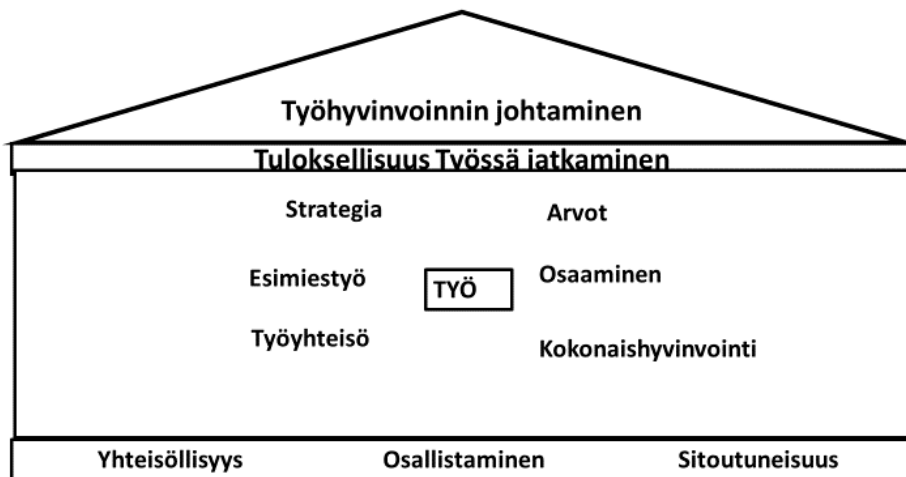 Työhyvinvoinnin johtaminen
Tuloksellisuus Työssä jatkaminen
Strategia Arvot
Esimiestyö TYÖ Osaaminen
Työyhteisö Kokonaishyvinvointi
Yhteisöllisyys Osallistaminen Sitoutuneisuus